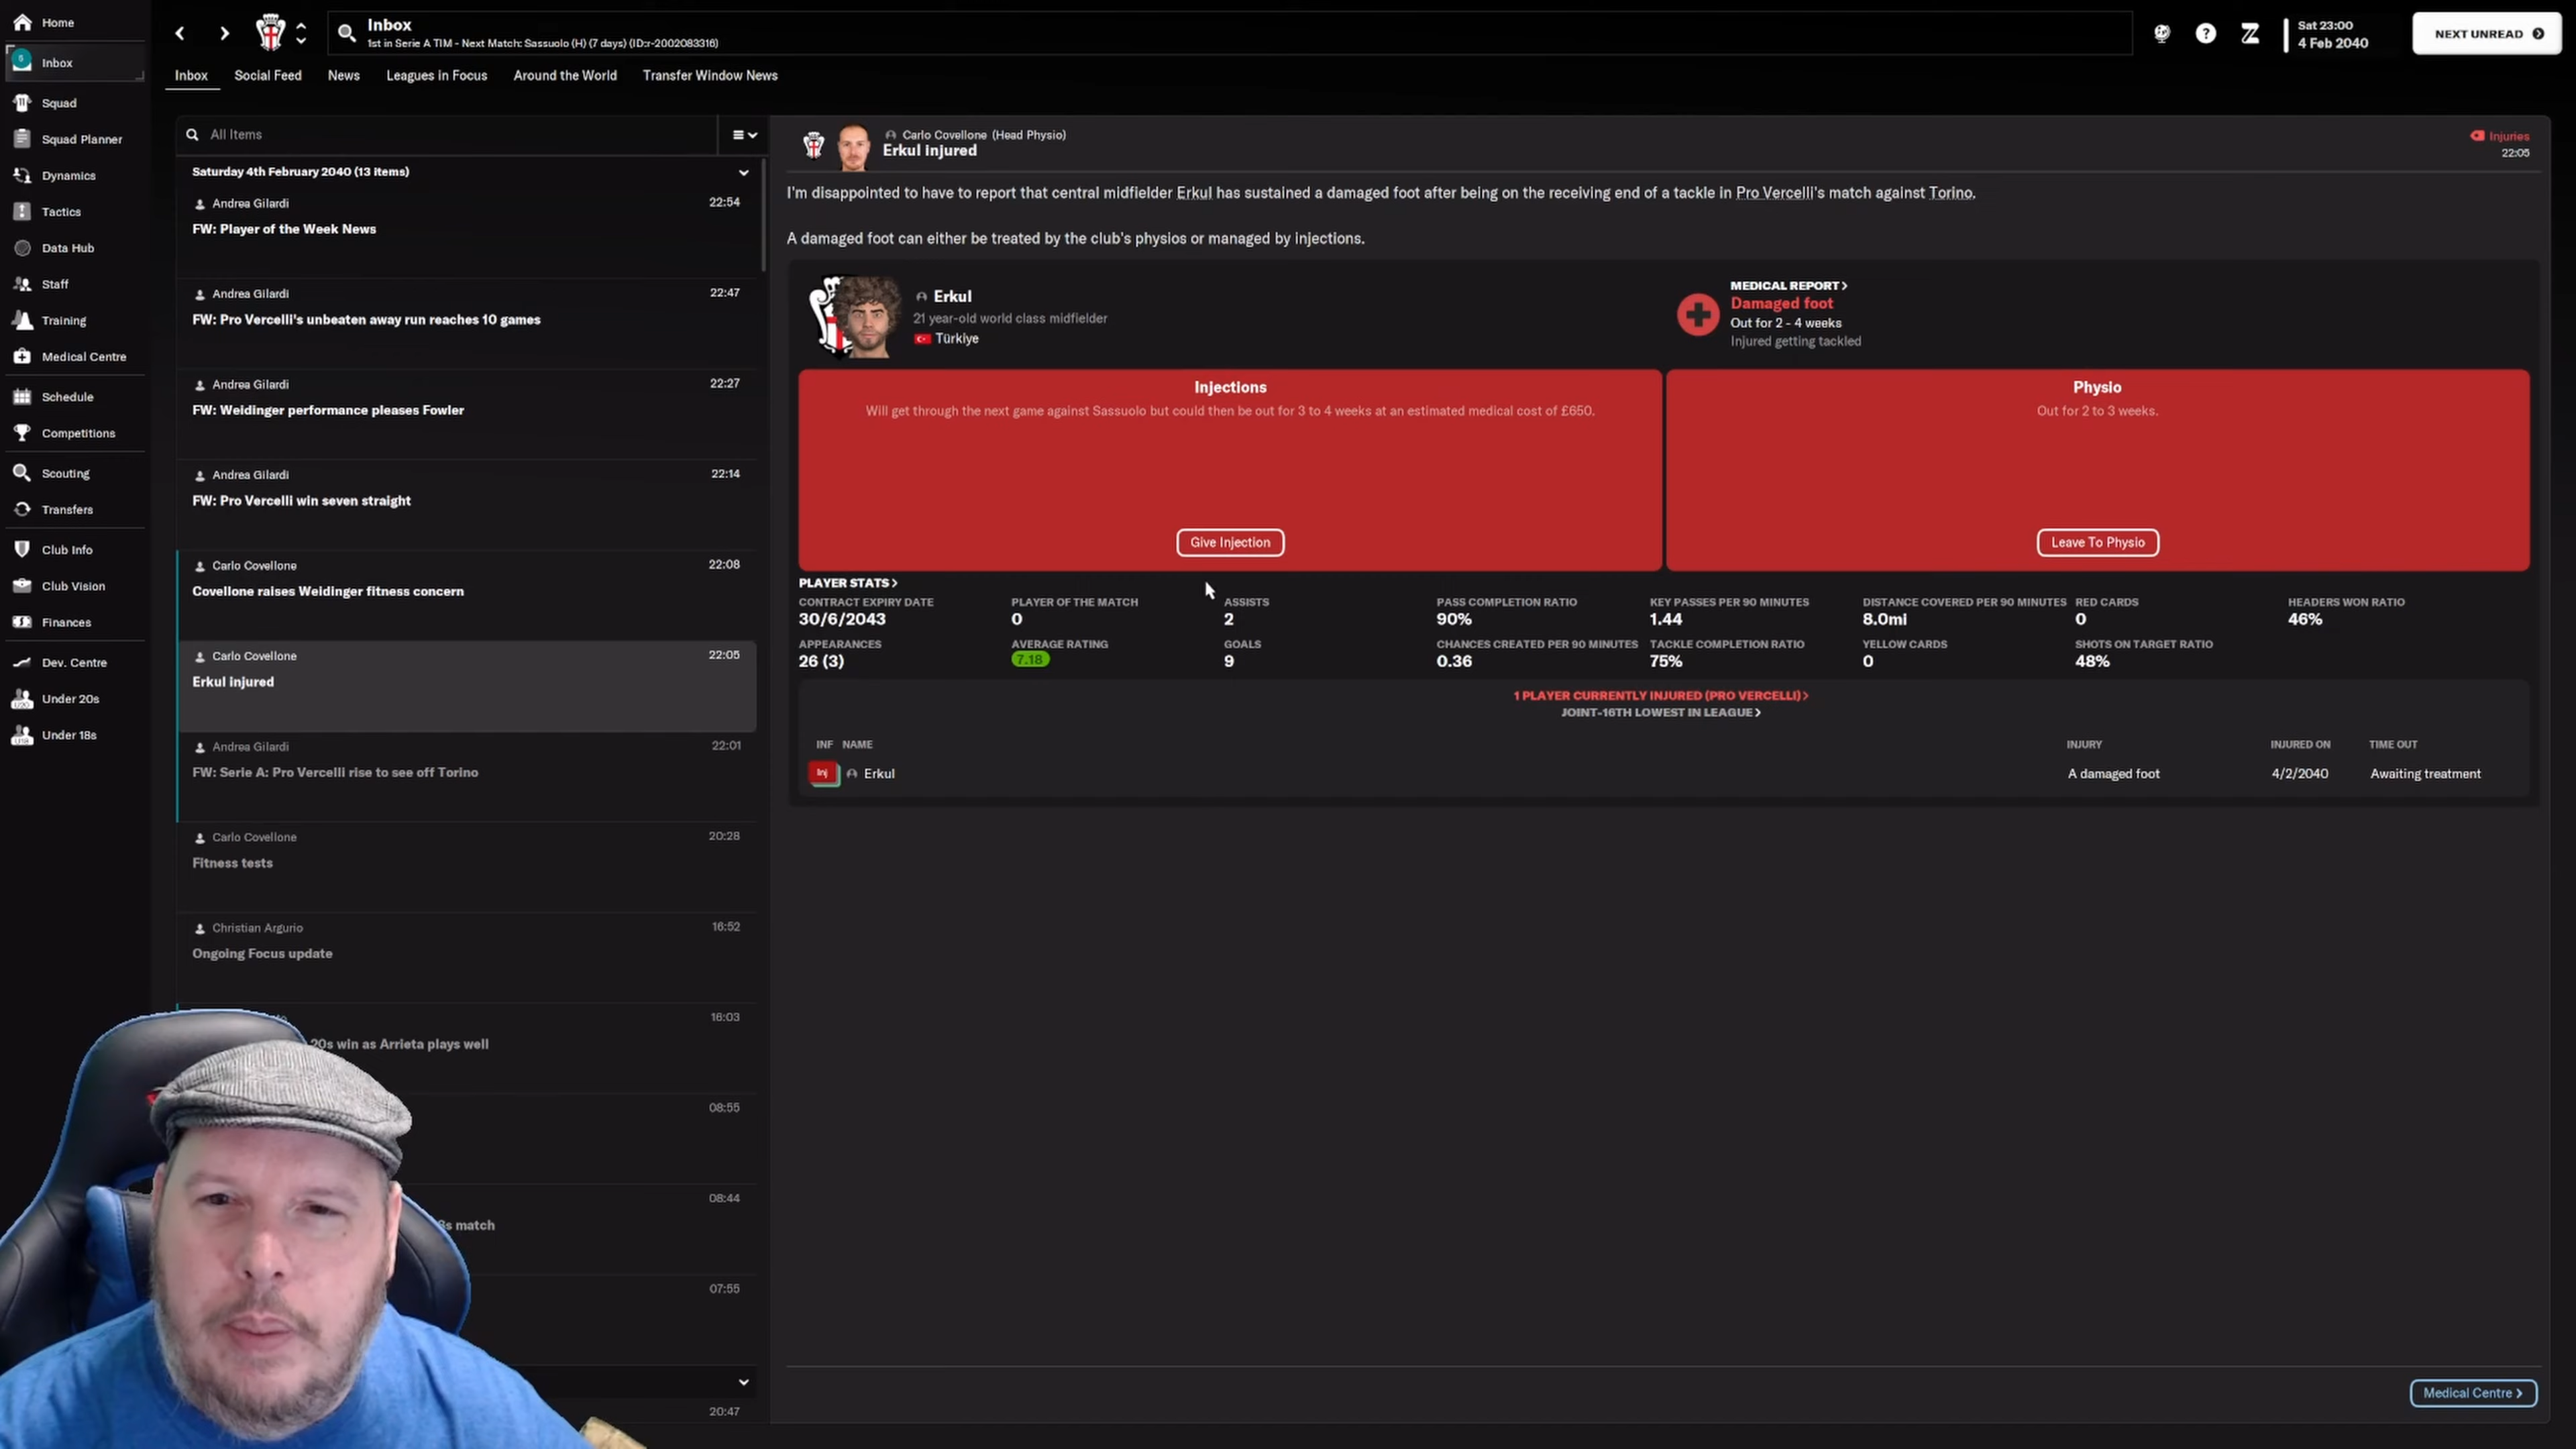 Home
Inbox
5
Squad
Squad Planner
Dynamics
Tactics
Data Hub
Staff
Training
Medical Centre
Schedule
Competitions
Scouting
Transfers
Club Info
Club Vision
Finances
Dev. Centre
Under 20s
Under 18s
Inbox
1st in Serie A TIM - Next Match: Sassuolo (H) (7 days) (ID:r-2002083316)
Sat 23:00
4 Feb 2040
NEXT UNREAD
Inbox
Social Feed
News
Leagues in Focus
Around the World
Transfer Window News
All Items
Saturday 4th February 2040 (13 items)
Andrea Gilardi 22:54
FW: Player of the Week News
Andrea Gilardi 22:47
FW: Pro Vercelli's unbeaten away run reaches 10 games
Andrea Gilardi 22:27
FW: Weidinger performance pleases Fowler
Andrea Gilardi 22:14
FW: Pro Vercelli win seven straight
Carlo Covellone 22:08
Covellone raises Weidinger fitness concern
Carlo Covellone 22:05
Erkul injured
Andrea Gilardi 22:01
FW: Serie A: Pro Vercelli rise to see off Torino
Carlo Covellone 20:28
Fitness tests
Christian Argurio 16:52
Ongoing Focus update
16:03
20s win as Arrieta plays well
08:55
08:44
match
07:55
20:47
Carlo Covellone (Head Physio)
Erkul injured
Injuries
22:05
I'm disappointed to have to report that central midfielder Erkul has sustained a damaged foot after being on the receiving end of a tackle in Pro Vercelli's match against Torino.
A damaged foot can either be treated by the club's physios or managed by injections.
Erkul
21 year-old world class midfielder
Türkiye
MEDICAL REPORT
Damaged foot
Out for 2 - 4 weeks
Injured getting tackled
Injections
Will get through the next game against Sassuolo but could then be out for 3 to 4 weeks at an estimated medical cost of £650.
Give Injection
Physio
Out for 2 to 3 weeks.
Leave To Physio
PLAYER STATS
CONTRACT EXPIRY DATE PLAYER OF THE MATCH ASSISTS PASS COMPLETION RATIO KEY PASSES PER 90 MINUTES DISTANCE COVERED PER 90 MINUTES RED CARDS HEADERS WON RATIO
30/6/2043 0 2 90% 1.44 8.0mi 0 46%
APPEARANCES AVERAGE RATING GOALS CHANCES CREATED PER 90 MINUTES TACKLE COMPLETION RATIO YELLOW CARDS SHOTS ON TARGET RATIO
26 (3) 7.18 9 0.36 75% 0 48%
1 PLAYER CURRENTLY INJURED (PRO VERCELLI)
JOINT-16TH LOWEST IN LEAGUE
INF NAME INJURY INJURED ON TIME OUT
Inj Erkul A damaged foot 4/2/2040 Awaiting treatment
Medical Centre